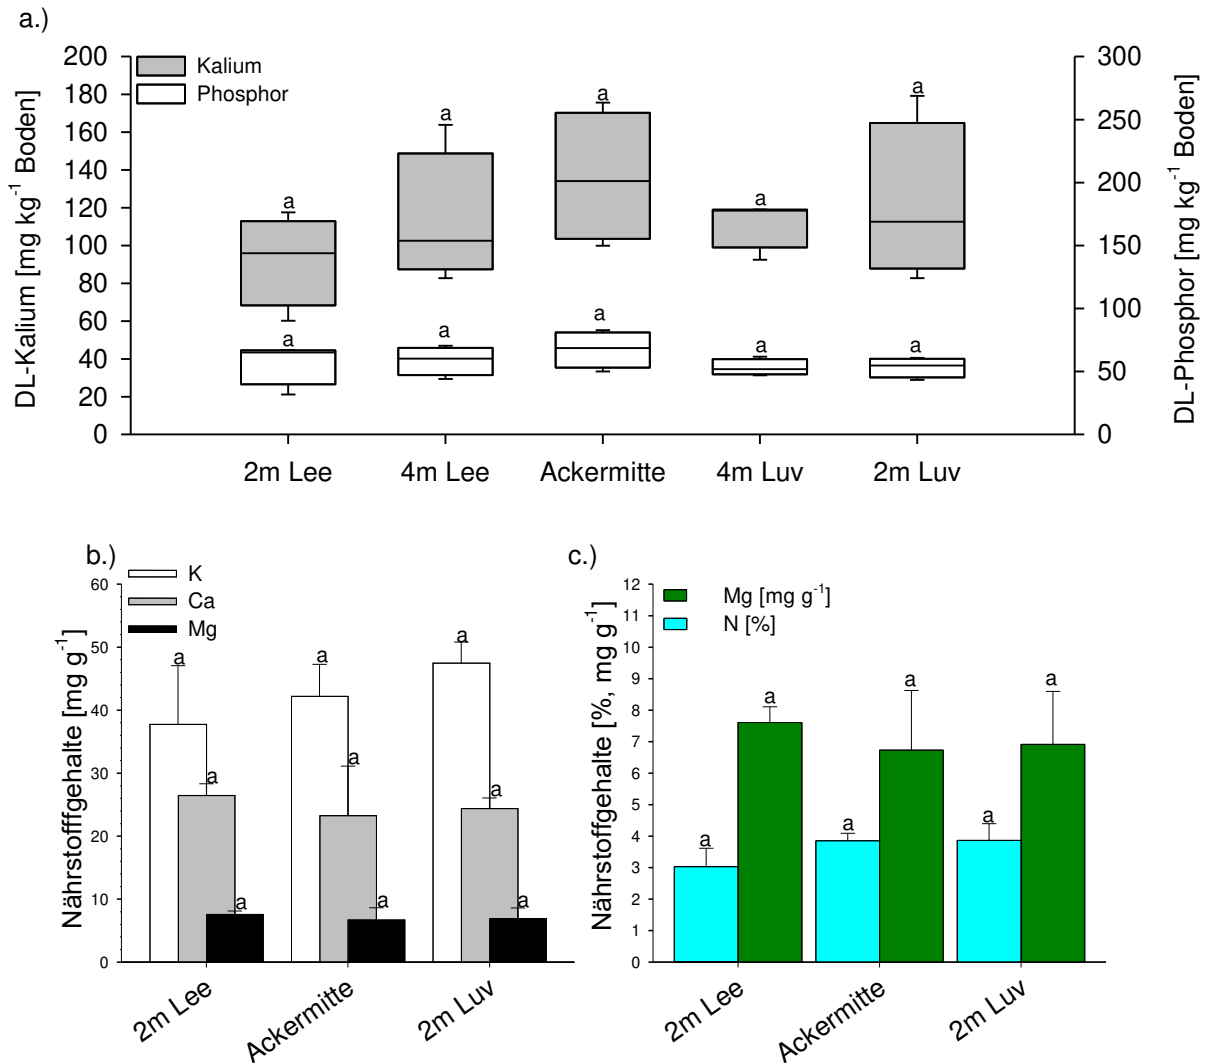 a.)
200
180
160
140
120
100
80
60
40
20
0
DL-Kalium [mg kg-1 Boden]
Kalium
Phosphor
a
a
a
a
a
a
a
a
a
a
300
250
200
150
100
50
0
DL-Phosphor [mg kg-1 Boden]
2m Lee
4m Lee
Ackermitte
4m Luv
2m Luv
b.)
K
Ca
Mg
60
50
40
30
20
10
0
Nährstofffgehalte [mg g-1]
a
a
a
a
a
a
a
a
a
2m Lee
Ackermitte
2m Luv
c.)
Mg [mg g-1]
N [%]
12
11
10
9
8
7
6
5
4
3
2
1
0
Nährstoffgehalte [%, mg g-1]
a
a
a
a
a
a
2m Lee
Ackermitte
2m Luv